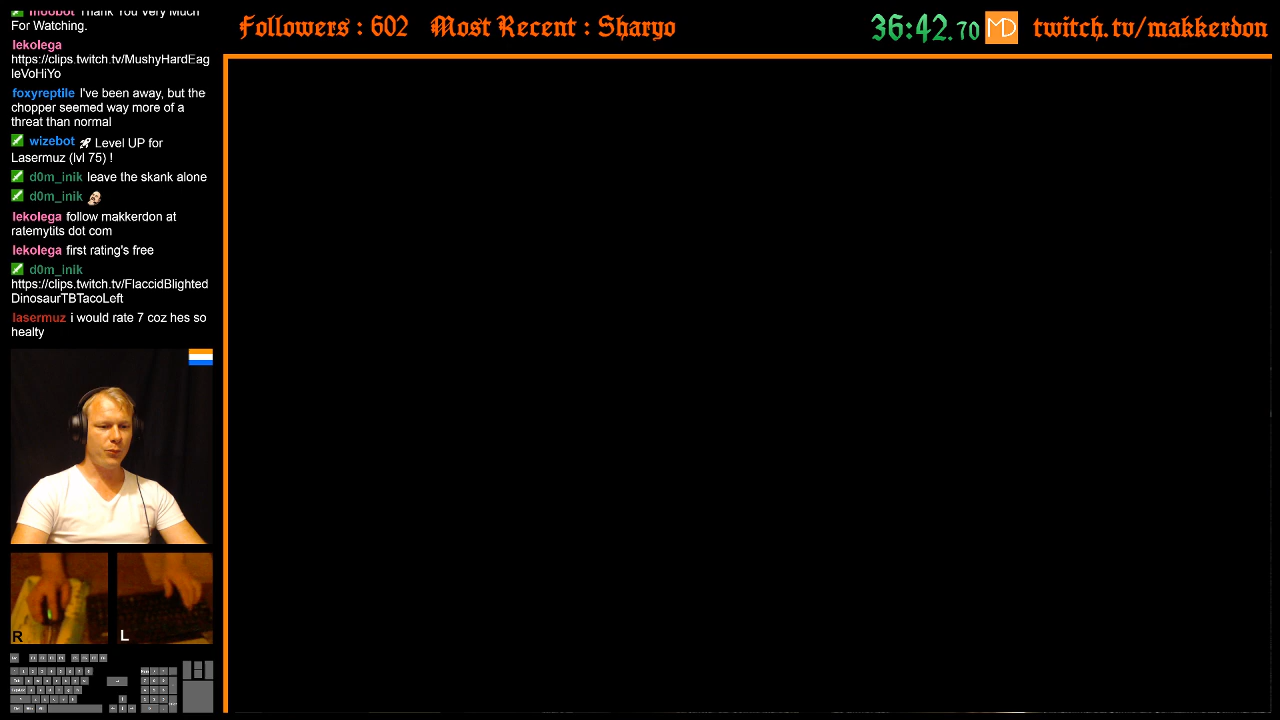 moobot Thank You Very Much
For Watching.
lekolega
https://clips.twitch.tv/MushyHardEag
leVoHiYo
foxyreptile I've been away, but the
chopper seemed way more of a
threat than normal
wizebot Level UP for
Lasermuz (lvl 75) !
d0m_inik leave the skank alone
d0m_inik
lekolega follow makkerdon at
ratemytits dot com
lekolega first rating's free
d0m_inik
https://clips.twitch.tv/FlaccidBlighted
DinosaurTBTacoLeft
lasermuz i would rate 7 coz hes so
healty
R
L
Followers : 602 Most Recent : Sharyo
36:42.70
MD
twitch.tv/makkerdon